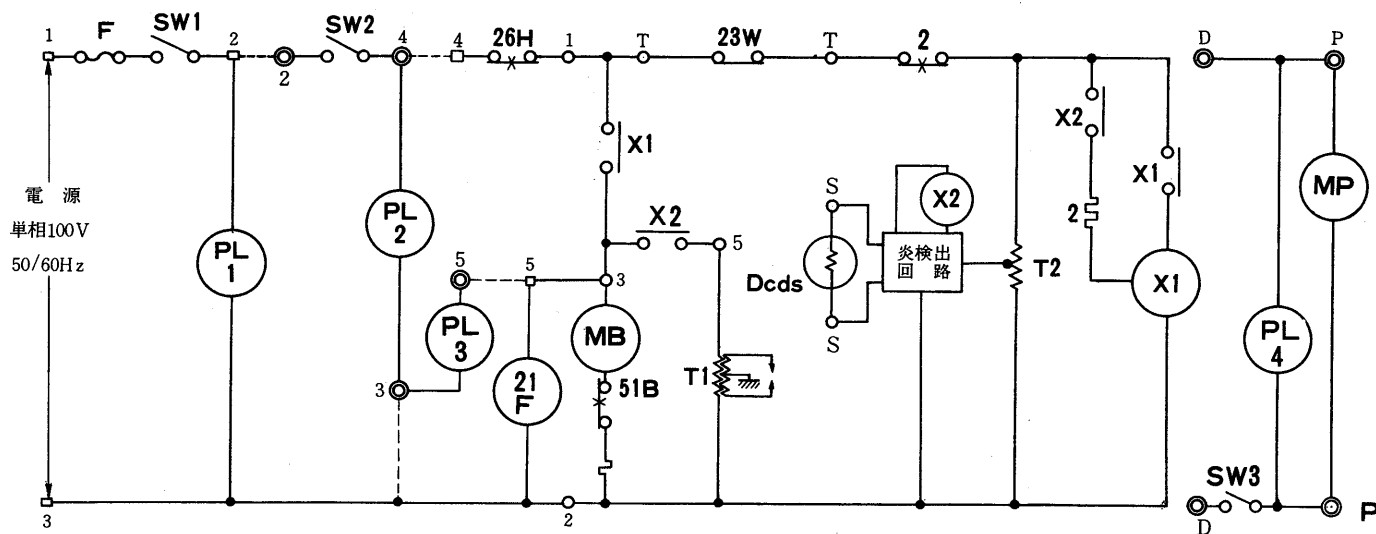 1
F
SW1
2
2
SW2
4
4
26H
1
T
23W
T
2
D
P
X1
X2
X1
2
X1
電源
単相100V
50/60Hz
PL
1
PL
2
5
5
3
PL
3
3
21
F
MB
51B
X2
5
T1
S
Dcds
S
X2
炎検出
回路
T2
PL
4
MP
SW3
D
P
3
2